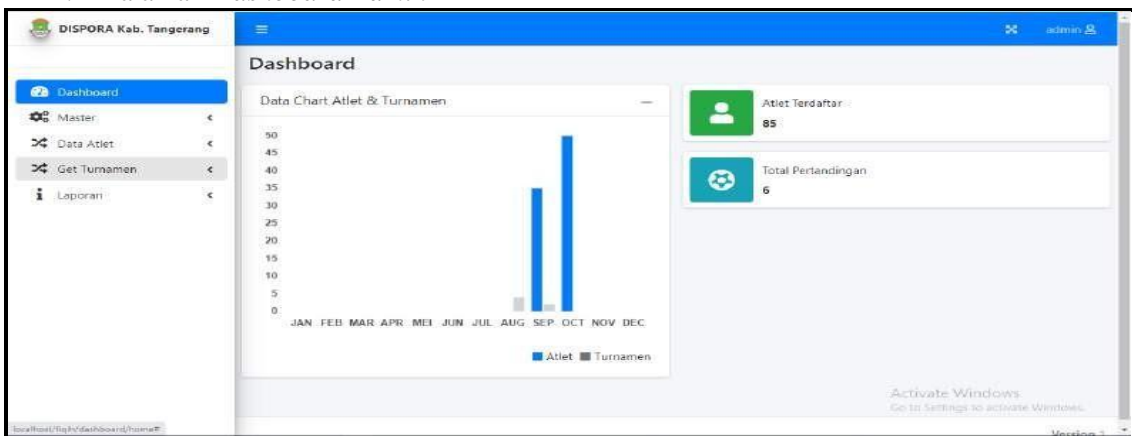 DISPORA Kab. Tangerang
admin
Dashboard
Dashboard
Master
Data Atlet
Get Turnamen
Laporan
Data Chart Atlet & Turnamen
50
45
40
35
30
25
20
15
10
5
0
JAN FEB MAR APR MEI JUN JUL AUG SEP OCT NOV DEC
Atlet Turnamen
Atlet Terdaftar
85
Total Pertandingan
6
Activate Windows
Go to Settings to activate Windows.
Version